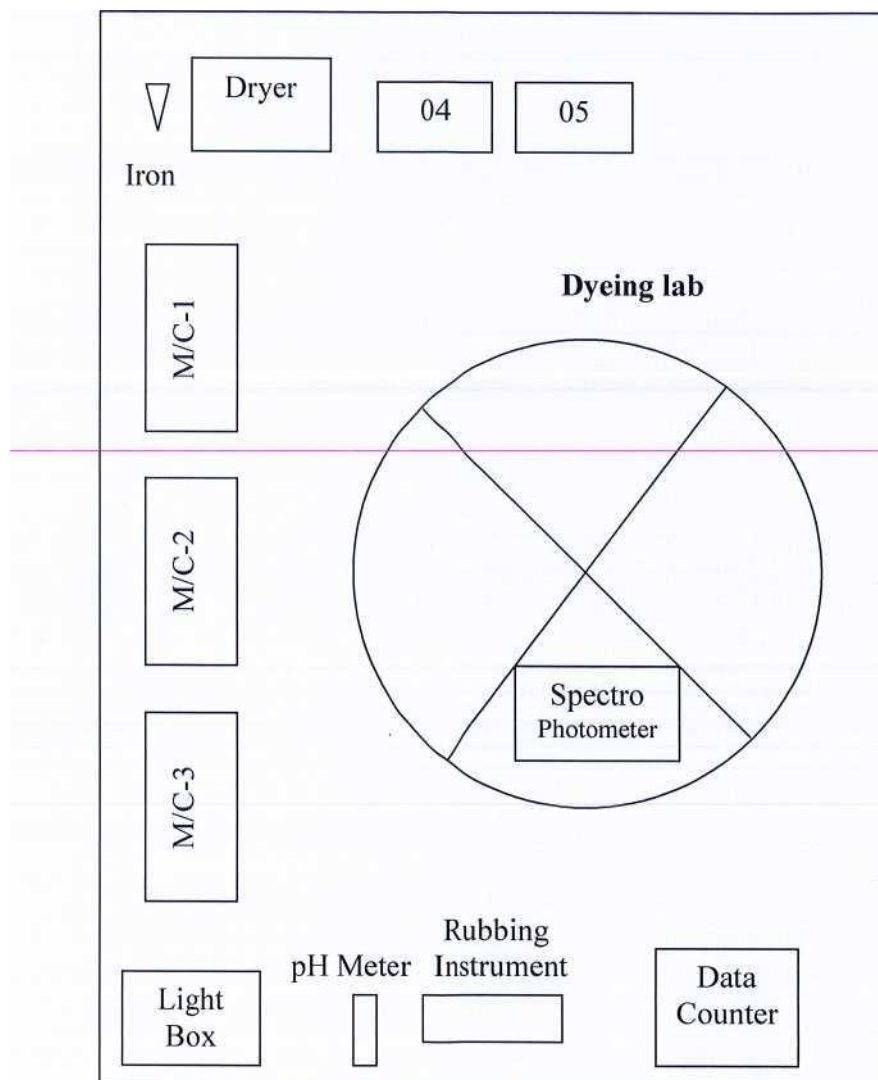 Dryer
04
05
Iron
Dyeing lab
M/C-1
M/C-2
M/C-3
Spectro
Photometer
Rubbing
pH Meter
Instrument
Light
Box
Data
Counter